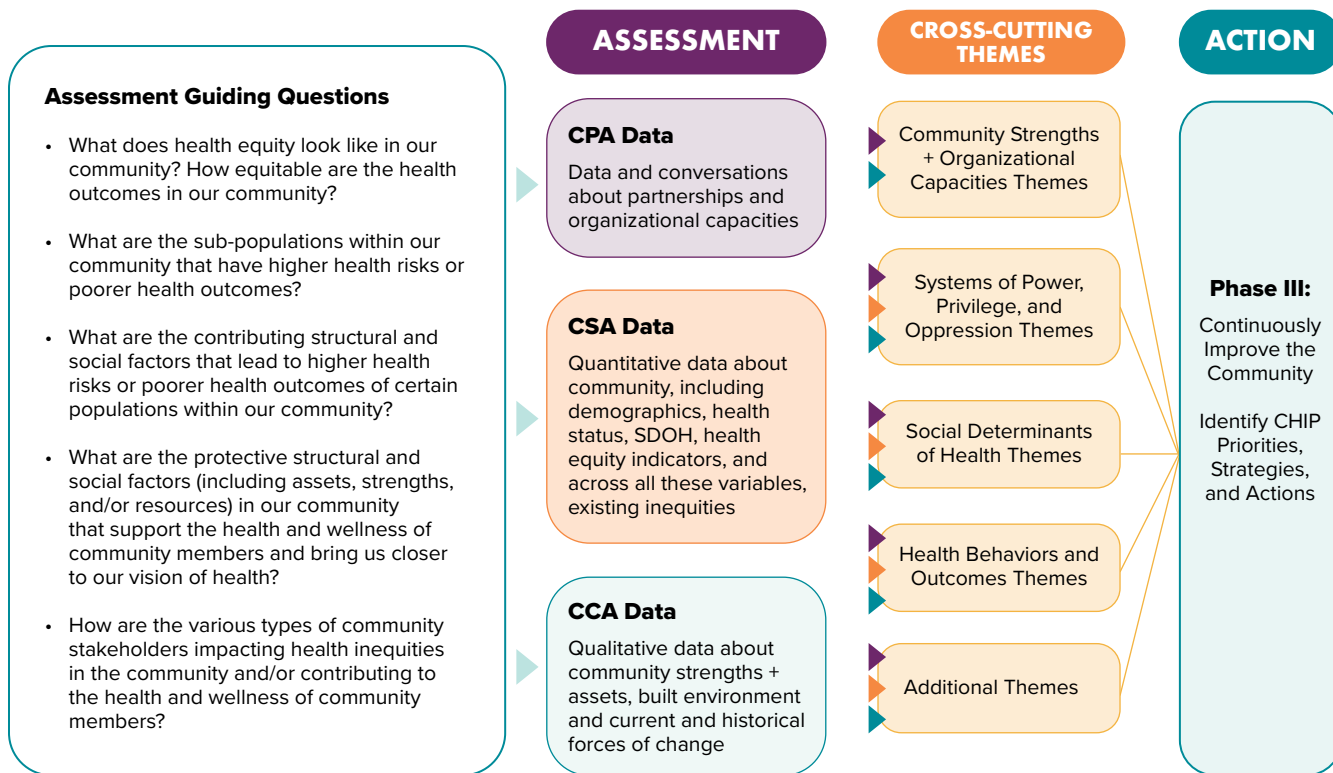 ASSESSMENT
CROSS-CUTTING
THEMES
ACTION
Assessment Guiding Questions
• What does health equity look like in our
community? How equitable are the health
outcomes in our community?
• What are the sub-populations within our
community that have higher health risks or
poorer health outcomes?
• What are the contributing structural and
social factors that lead to higher health
risks or poorer health outcomes of certain
populations within our community?
• What are the protective structural and
social factors (including assets, strengths,
and/or resources) in our community
that support the health and wellness of
community members and bring us closer
to our vision of health?
• How are the various types of community
stakeholders impacting health inequities
in the community and/or contributing to
the health and wellness of community
members?
CPA Data
Data and conversations
about partnerships and
organizational capacities
CSA Data
Quantitative data about
community, including
demographics, health
status, SDOH, health
equity indicators, and
across all these variables,
existing inequities
CCA Data
Qualitative data about
community strengths +
assets, built environment
and current and historical
forces of change
Community Strengths
+ Organizational
Capacities Themes
Systems of Power,
Privilege, and
Oppression Themes
Social Determinants
of Health Themes
Health Behaviors and
Outcomes Themes
Additional Themes
Phase III:
Continuously
Improve the
Community
Identify CHIP
Priorities,
Strategies,
and Actions